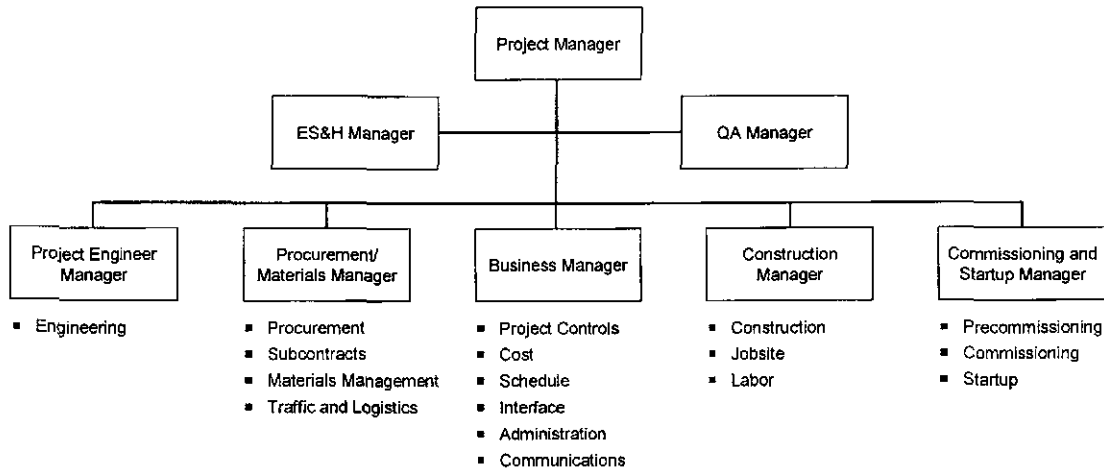 Project Manager
ES&H Manager
QA Manager
Project Engineer
Manager
Procurement/
Materials Manager
Business Manager
Construction
Manager
Commissioning and
Startup Manager
▪ Engineering
▪ Procurement
▪ Subcontracts
▪ Materials Management
▪ Traffic and Logistics
▪ Project Controls
▪ Cost
▪ Schedule
▪ Interface
▪ Administration
▪ Communications
▪ Construction
▪ Jobsite
▪ Labor
▪ Precommissioning
▪ Commissioning
▪ Startup